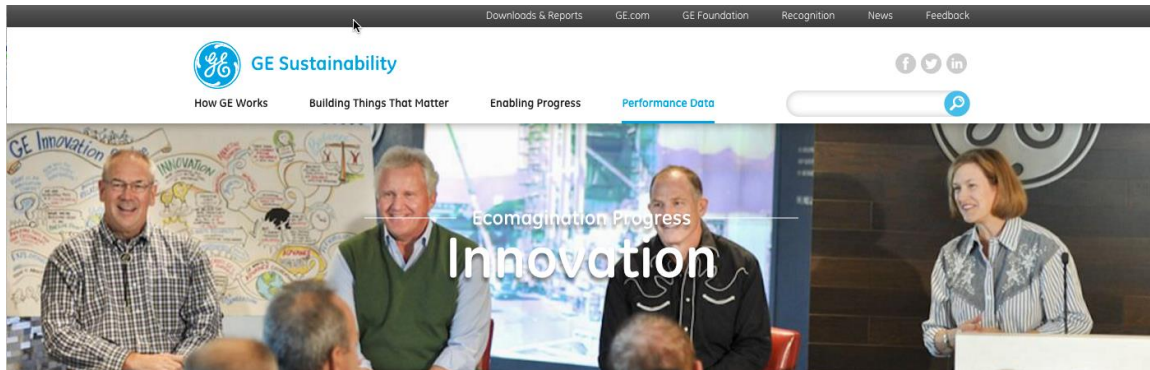 Downloads & Reports GE.com GE Foundation Recognition News Feedback
GE Sustainability
How GE Works Building Things That Matter Enabling Progress Performance Data
GE Innovation
INNOVATION
Ecomagination Progress
Innovation